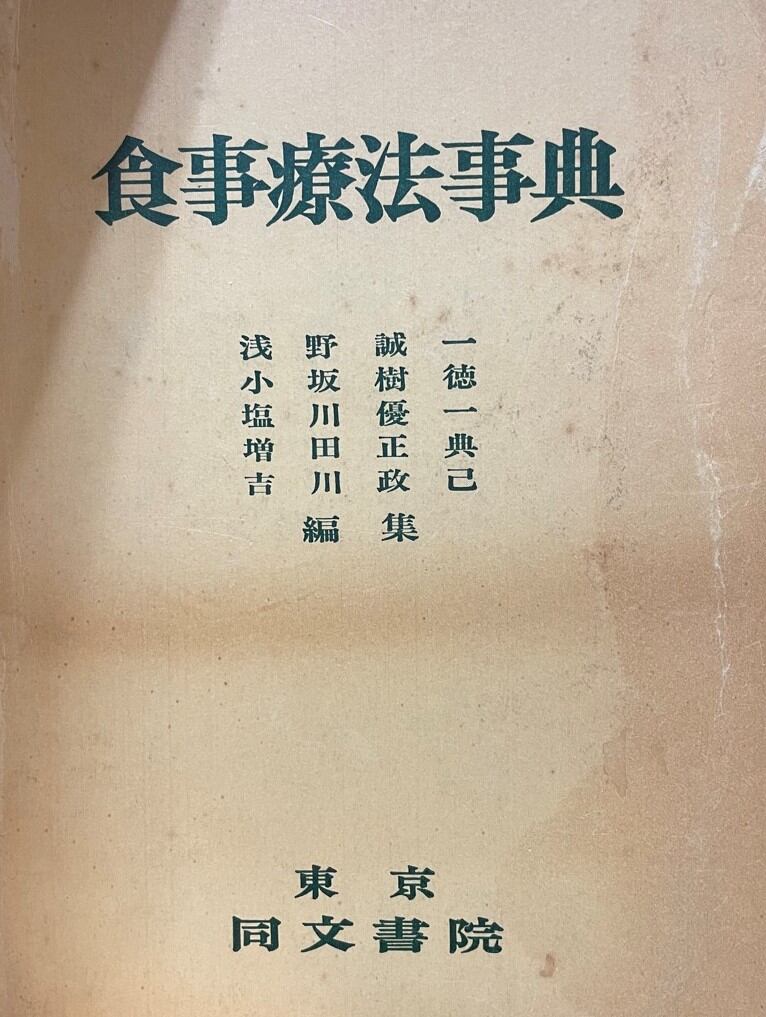 食事療法事典
浅野誠一
小坂樹徳
塩川優一
増田正典
吉川政己
編集
東京
同文書院